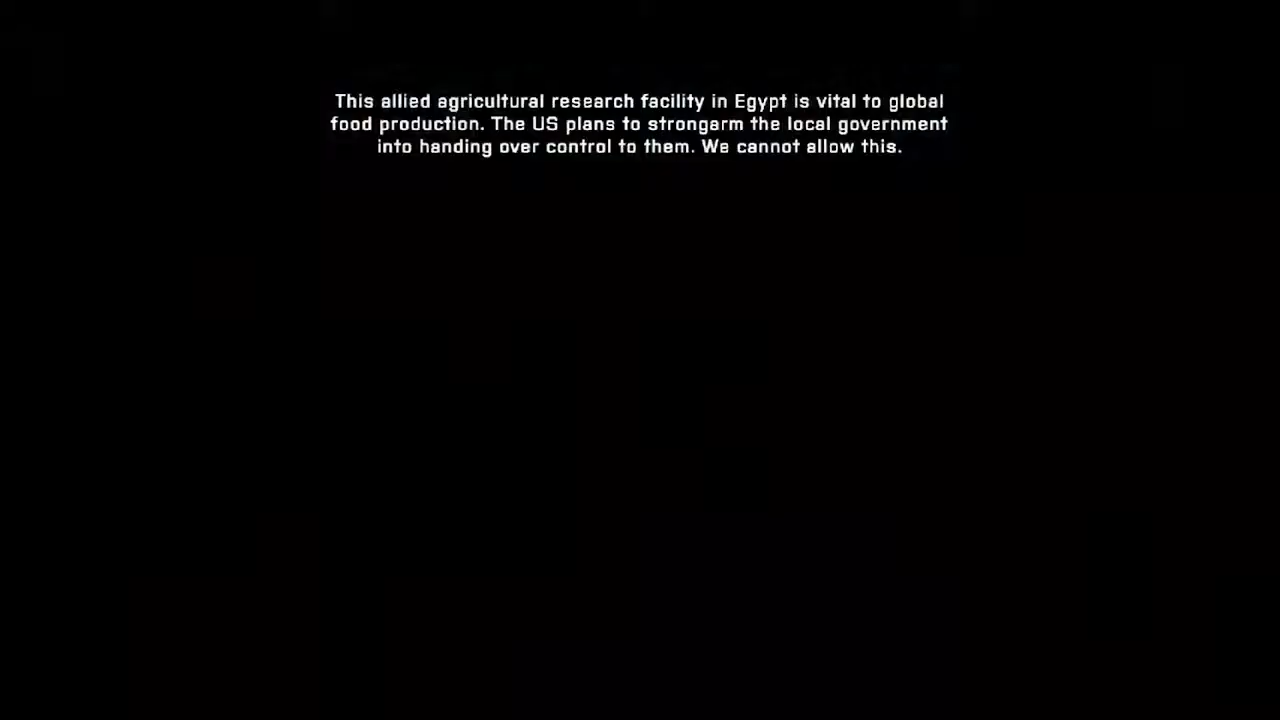 This allied agricultural research facility in Egypt is vital to global
food production. The US plans to strongarm the local government
into handing over control to them. We cannot allow this.